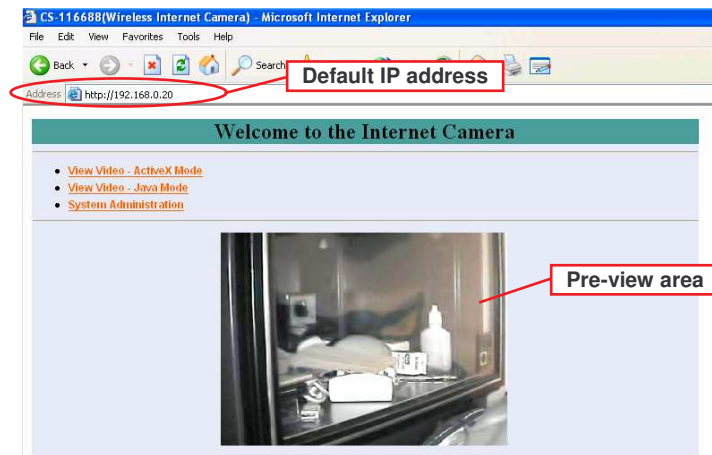 CS-116688(Wireless Internet Camera) - Microsoft Internet Explorer
File Edit View Favorites Tools Help
Back Search
Default IP address
Address http://192.168.0.20
Welcome to the Internet Camera
View Video - ActiveX Mode
View Video - Java Mode
System Administration
Pre-view area